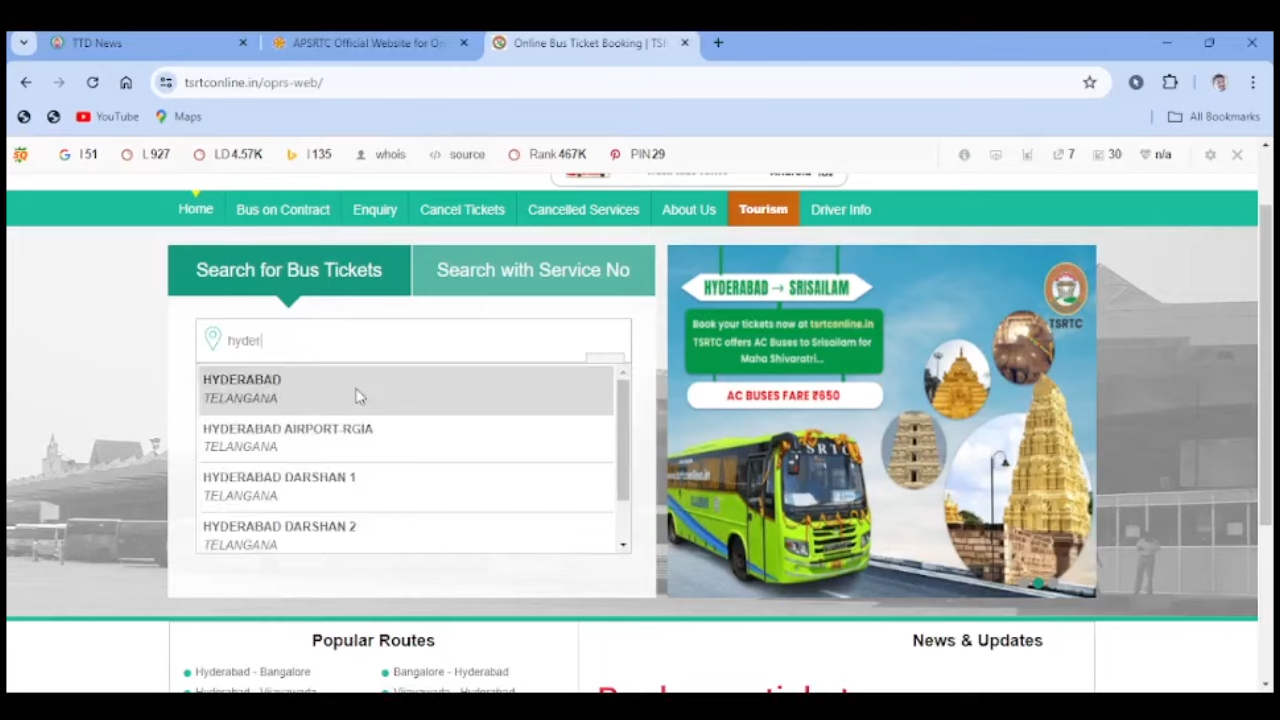 TTD News
APSRTC Official Website for On
Online Bus Ticket Booking | TS
tsrtconline.in/oprs-web/
YouTube
Maps
All Bookmarks
I 51
L 927
LD 4.57K
I 135
whois
source
Rank 467K
PIN 29
7
30
n/a
Home
Bus on Contract
Enquiry
Cancel Tickets
Cancelled Services
About Us
Tourism
Driver Info
Search for Bus Tickets
Search with Service No
hyder
HYDERABAD
TELANGANA
HYDERABAD AIRPORT-RGIA
TELANGANA
HYDERABAD DARSHAN 1
TELANGANA
HYDERABAD DARSHAN 2
TELANGANA
HYDERABAD → SRISAILAM
TSRTC
Book your tickets now at tsrtconline.in
TSRTC offers AC Buses to Srisailam for
Maha Shivaratri...
AC BUSES FARE ₹650
Popular Routes
Hyderabad - Bangalore
Bangalore - Hyderabad
Hyderabad - Vijayawada
Vijayawada - Hyderabad
News & Updates